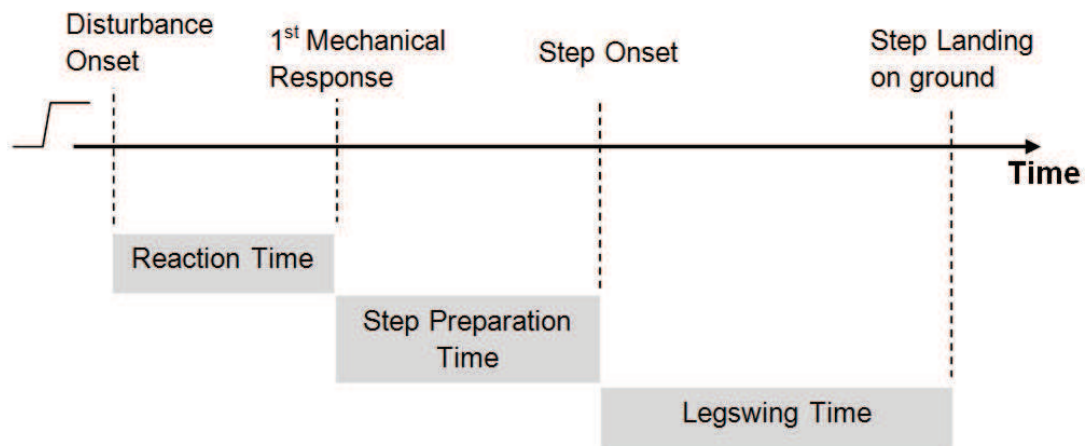 Disturbance
Onset
1st Mechanical
Response
Step Onset
Step Landing
on ground
Time
Reaction Time
Step Preparation
Time
Legswing Time